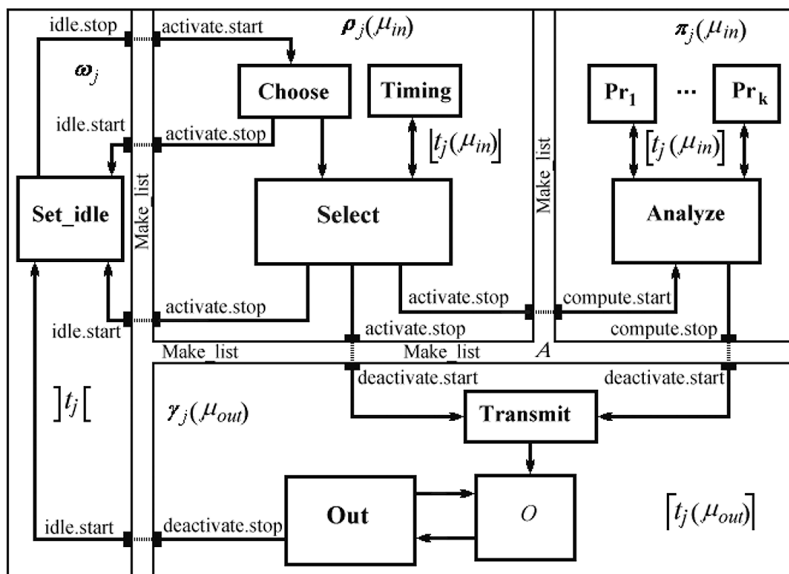 idle.stop
activate.start
ρj(μin)
πj(μin)
ωj
Choose
Timing
Pr1 ... Prk
idle.start
activate.stop
⌊tj(μin)⌋
⌊tj(μin)⌉
Make_list
Make_list
Set_idle
Select
Analyze
activate.stop
activate.stop
compute.start
idle.start
activate.stop
compute.stop
Make_list
Make_list
A
deactivate.start
deactivate.start
]tj[
γj(μout)
Transmit
Out
O
⌈tj(μout)⌉
idle.start
deactivate.stop